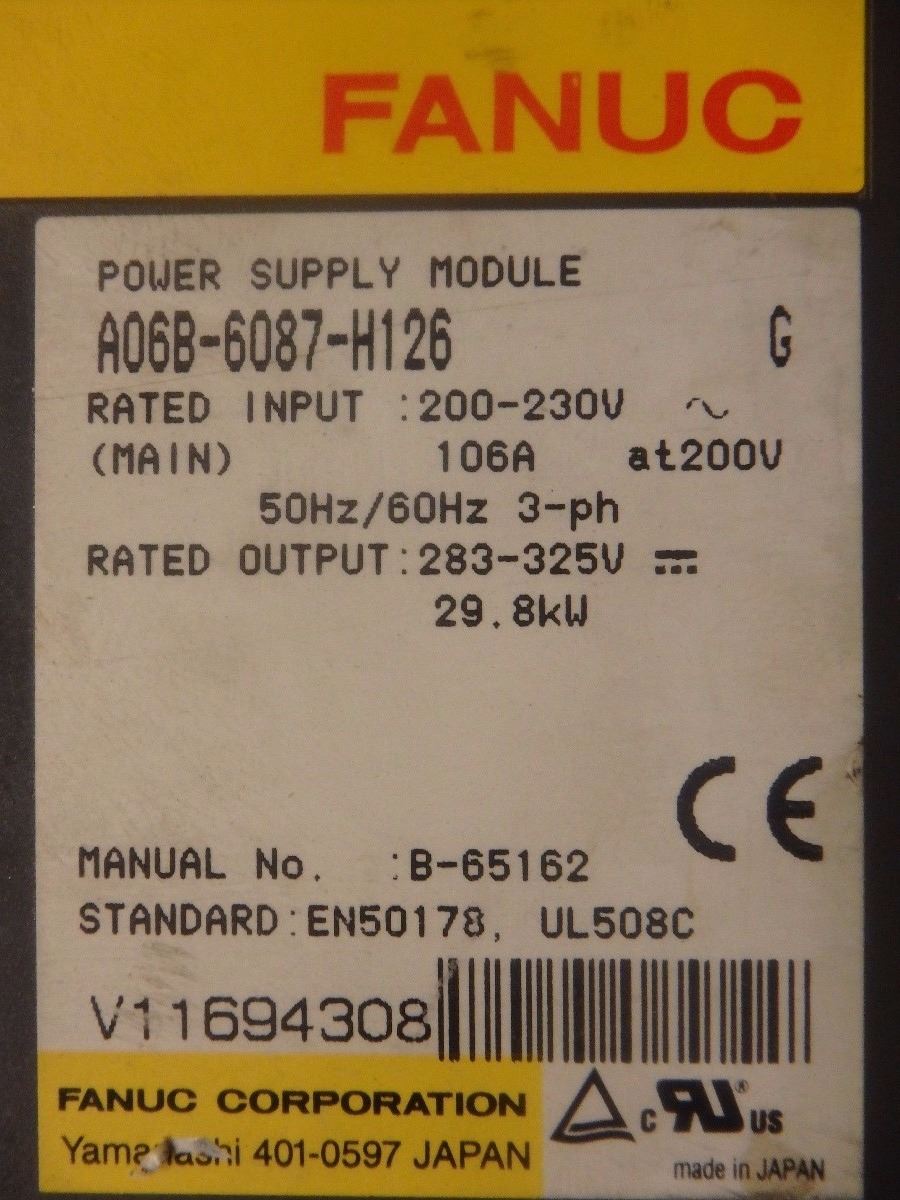 FANUC
POWER SUPPLY MODULE
A06B-6087-H126 G
RATED INPUT :200-230V ~
(MAIN) 106A at200V
50Hz/60Hz 3-ph
RATED OUTPUT:283-325V ⎓
29.8kW
CE
MANUAL No. :B-65162
STANDARD:EN50178, UL508C
V11694308
FANUC CORPORATION
401-0597 JAPAN
c RU® US
made in JAPAN